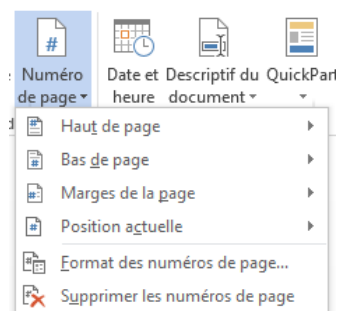 Numéro Date et Descriptif du QuickPart
de page heure document
Haut de page
Bas de page
Marges de la page
Position actuelle
Format des numéros de page...
Supprimer les numéros de page